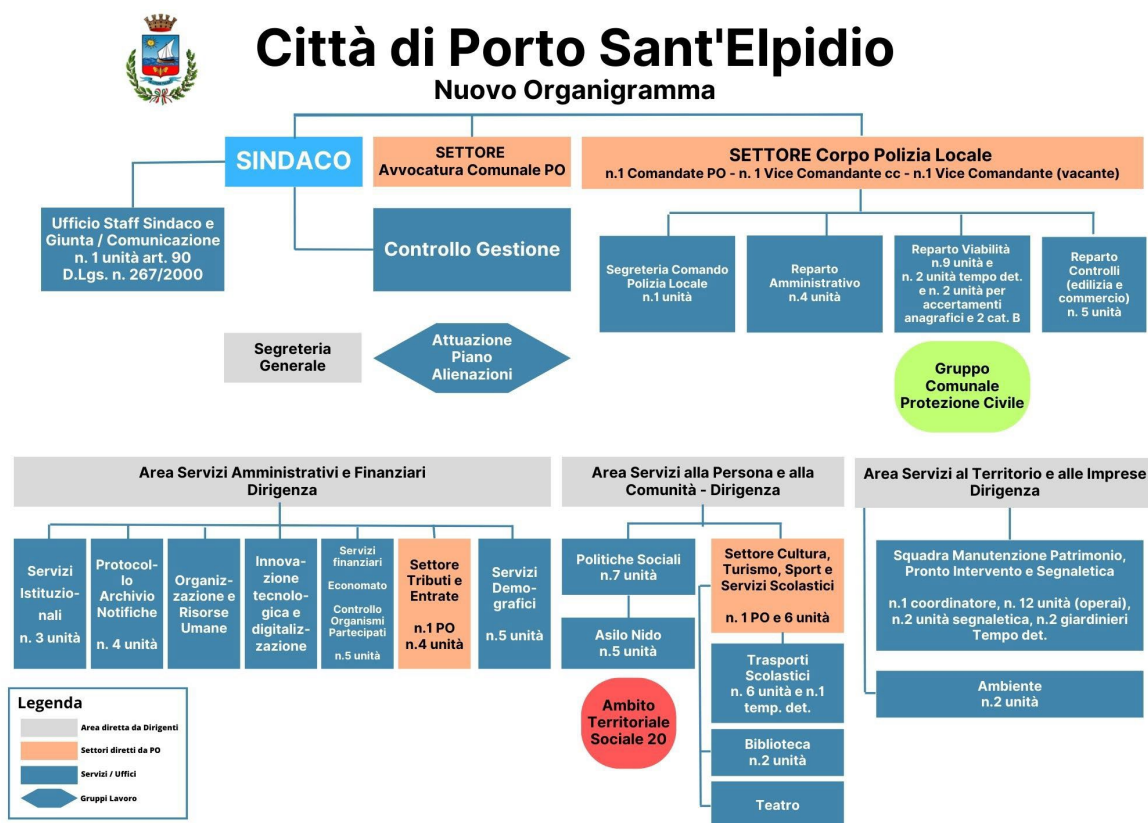 Città di Porto Sant'Elpidio
Nuovo Organigramma
SINDACO
SETTORE
Avvocatura Comunale PO
SETTORE Corpo Polizia Locale
n.1 Comandate PO - n. 1 Vice Comandante cc - n.1 Vice Comandante (vacante)
Ufficio Staff Sindaco e
Giunta / Comunicazione
n. 1 unità art. 90
D.Lgs. n. 267/2000
Controllo Gestione
Segreteria Comando
Polizia Locale
n.1 unità
Reparto
Amministrativo
n.4 unità
Reparto Viabilità
n.9 unità e
n. 2 unità tempo det.
e n. 2 unità per
accertamenti
anagrafici e 2 cat. B
Reparto
Controlli
(edilizia e
commercio)
n. 5 unità
Segreteria
Generale
Attuazione
Piano
Alienazioni
Gruppo
Comunale
Protezione Civile
Area Servizi Amministrativi e Finanziari
Dirigenza
Area Servizi alla Persona e alla
Comunità - Dirigenza
Area Servizi al Territorio e alle Imprese
Dirigenza
Servizi
Istituzio-
nali
n. 3 unità
Protocol-
lo
Archivio
Notifiche
n. 4 unità
Organiz-
zazione e
Risorse
Umane
Innova-
zione
tecnolo-
gica e
digitaliz-
zazione
Servizi
finanziari
Economato
Controllo
Organismi
Partecipati
n.5 unità
Settore
Tributi e
Entrate
n.1 PO
n.4 unità
Servizi
Demo-
grafici
n.5 unità
Politiche Sociali
n.7 unità
Asilo Nido
n.5 unità
Ambito
Territoriale
Sociale 20
Settore Cultura,
Turismo, Sport e
Servizi Scolastici
n. 1 PO e 6 unità
Trasporti
Scolastici
n. 6 unità e n.1
temp. det.
Biblioteca
n.2 unità
Teatro
Squadra Manutenzione Patrimonio,
Pronto Intervento e Segnaletica
n.1 coordinatore, n. 12 unità (operai),
n.2 unità segnaletica, n.2 giardinieri
Tempo det.
Ambiente
n.2 unità
Legenda
Area diretta da Dirigenti
Settori diretti da PO
Servizi / Uffici
Gruppi Lavoro